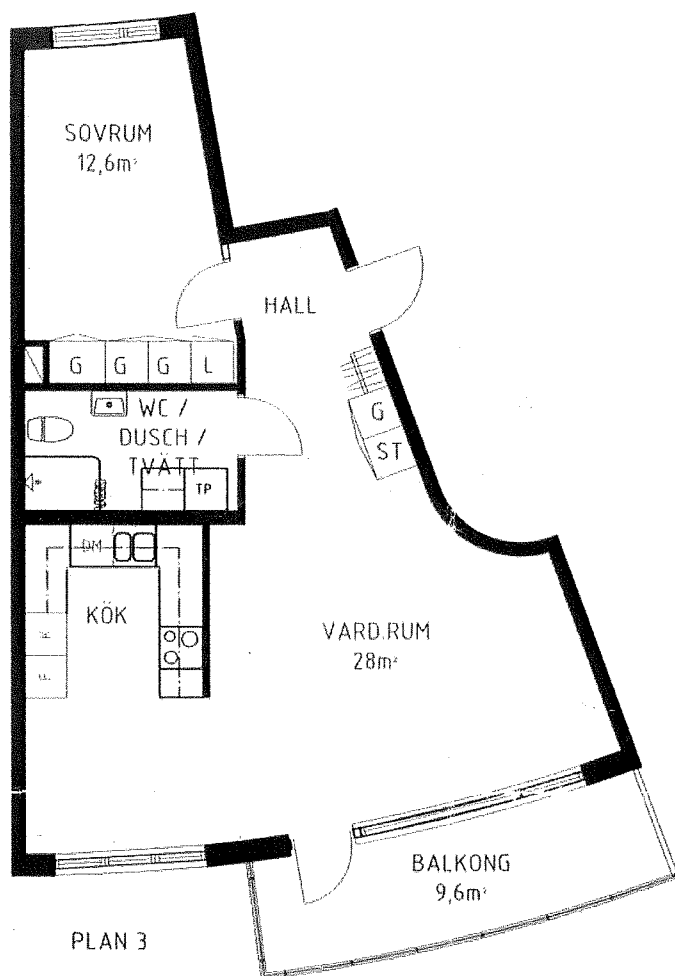 SOVRUM
12,6m²
HALL
G G G L
WC /
DUSCH /
TVÄTT
TP
G
ST
DM
KÖK
K
F
VARD.RUM
28m²
BALKONG
9,6m²
PLAN 3